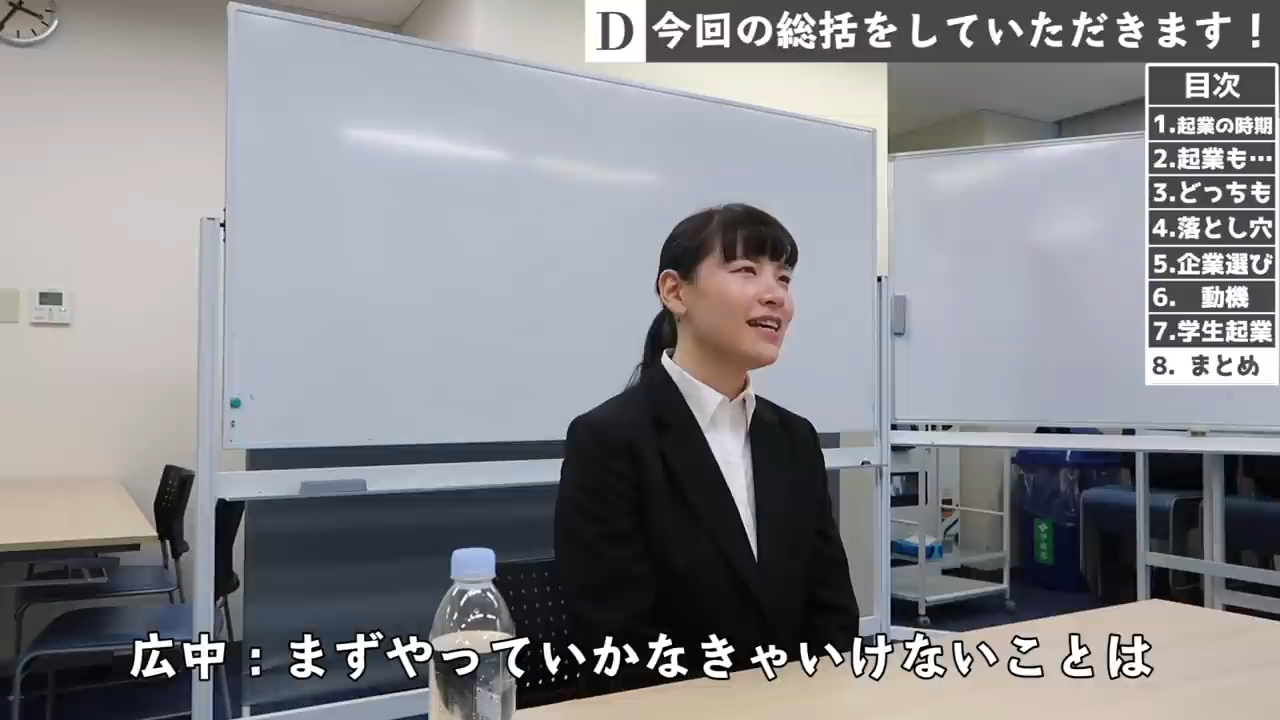 D 今回の総括をしていただきます！
目次
1.起業の時期
2.起業も…
3.どっちも
4.落とし穴
5.企業選び
6. 動機
7.学生起業
8. まとめ
広中：まずやっていかなきゃいけないことは